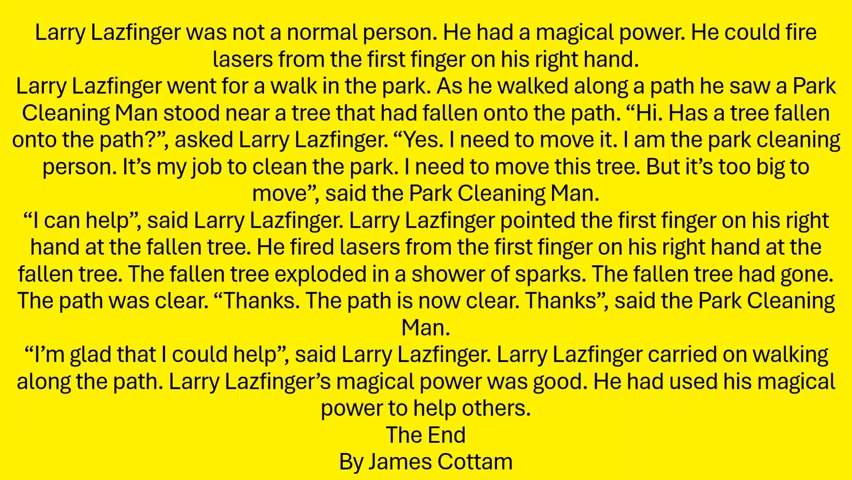 Larry Lazfinger was not a normal person. He had a magical power. He could fire
lasers from the first finger on his right hand.
Larry Lazfinger went for a walk in the park. As he walked along a path he saw a Park
Cleaning Man stood near a tree that had fallen onto the path. “Hi. Has a tree fallen
onto the path?”, asked Larry Lazfinger. “Yes. I need to move it. I am the park cleaning
person. It’s my job to clean the park. I need to move this tree. But it’s too big to
move”, said the Park Cleaning Man.
“I can help”, said Larry Lazfinger. Larry Lazfinger pointed the first finger on his right
hand at the fallen tree. He fired lasers from the first finger on his right hand at the
fallen tree. The fallen tree exploded in a shower of sparks. The fallen tree had gone.
The path was clear. “Thanks. The path is now clear. Thanks”, said the Park Cleaning
Man.
“I’m glad that I could help”, said Larry Lazfinger. Larry Lazfinger carried on walking
along the path. Larry Lazfinger’s magical power was good. He had used his magical
power to help others.
The End
By James Cottam